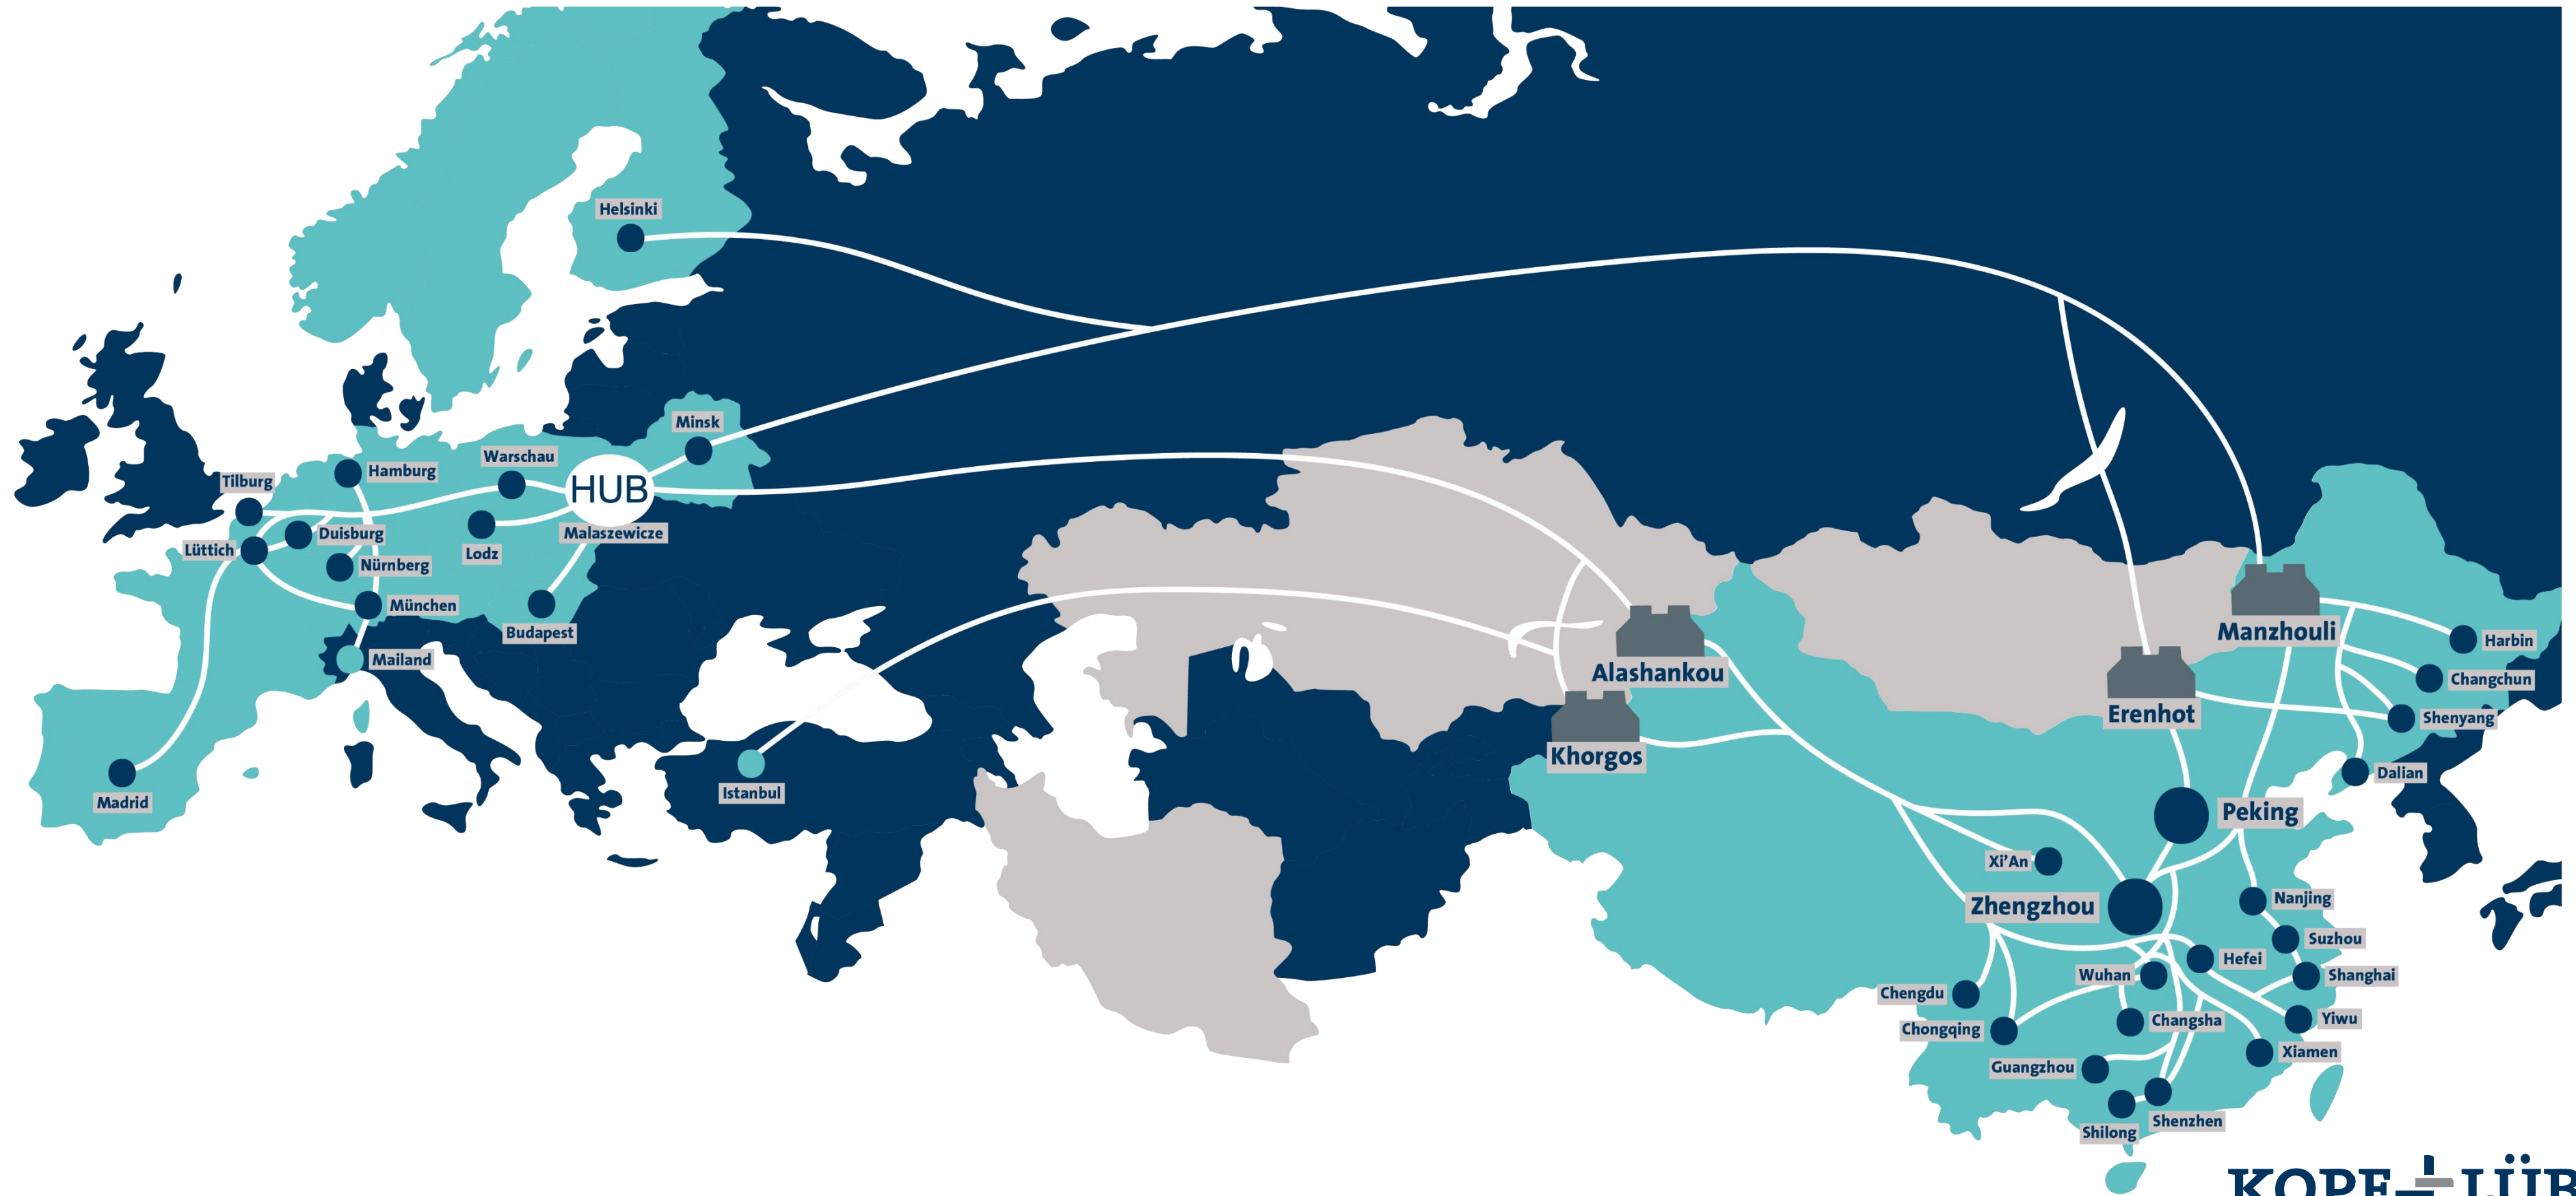 Helsinki
Minsk
Warschau
Hamburg
Tilburg
HUB
Malaszewicze
Duisburg
Lüttich
Lodz
Nürnberg
München
Budapest
Mailand
Madrid
Istanbul
Alashankou
Khorgos
Manzhouli
Erenhot
Harbin
Changchun
Shenyang
Dalian
Peking
Xi'An
Zhengzhou
Nanjing
Suzhou
Hefei
Wuhan
Shanghai
Chengdu
Chongqing
Changsha
Yiwu
Xiamen
Guangzhou
Shenzhen
Shilong